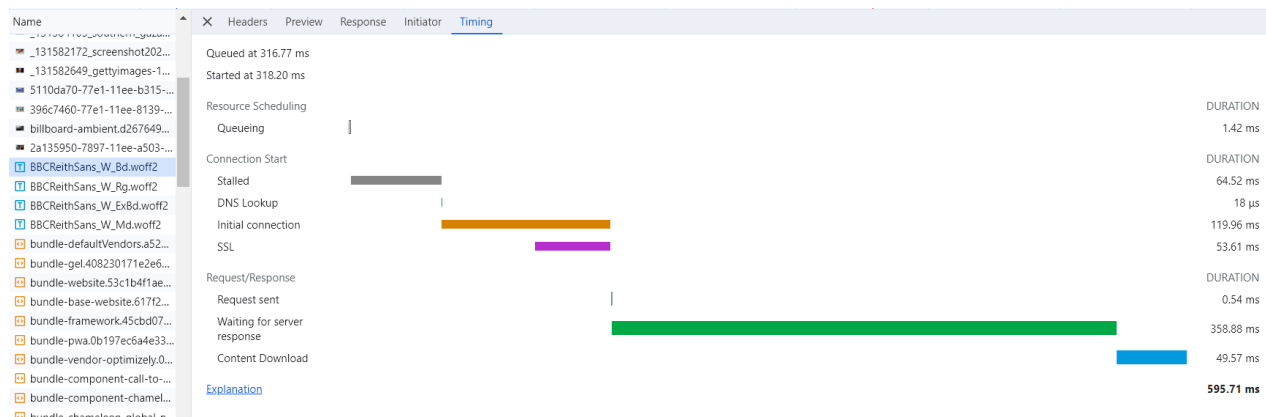 Name
Headers Preview Response Initiator Timing
_131582172_screenshot202...
_131582649_gettyimages-1...
5110da70-77e1-11ee-b315-...
396c7460-77e1-11ee-8139-...
billboard-ambient.d267649...
2a135950-7897-11ee-a503-...
BBCReithSans_W_Bd.woff2
BBCReithSans_W_Rg.woff2
BBCReithSans_W_ExBd.woff2
BBCReithSans_W_Md.woff2
bundle-defaultVendors.a52...
bundle-gel.408230171e2e6...
bundle-website.53c1b4f1ae...
bundle-base-website.617f2...
bundle-framework.45cbd07...
bundle-pwa.0b197ec6a4e33...
bundle-vendor-optimizely.0...
bundle-component-call-to-...
bundle-component-chamel...
Queued at 316.77 ms
Started at 318.20 ms
Resource Scheduling DURATION
Queueing 1.42 ms
Connection Start DURATION
Stalled 64.52 ms
DNS Lookup 18 μs
Initial connection 119.96 ms
SSL 53.61 ms
Request/Response DURATION
Request sent 0.54 ms
Waiting for server
response 358.88 ms
Content Download 49.57 ms
Explanation 595.71 ms